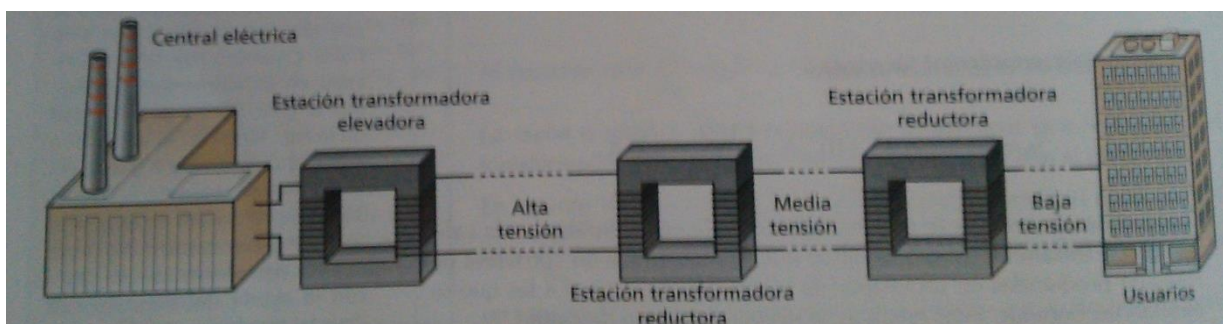 Central eléctrica
Estación transformadora
elevadora
Alta
tensión
Estación transformadora
reductora
Media
tensión
Estación transformadora
reductora
Baja
tensión
Usuarios